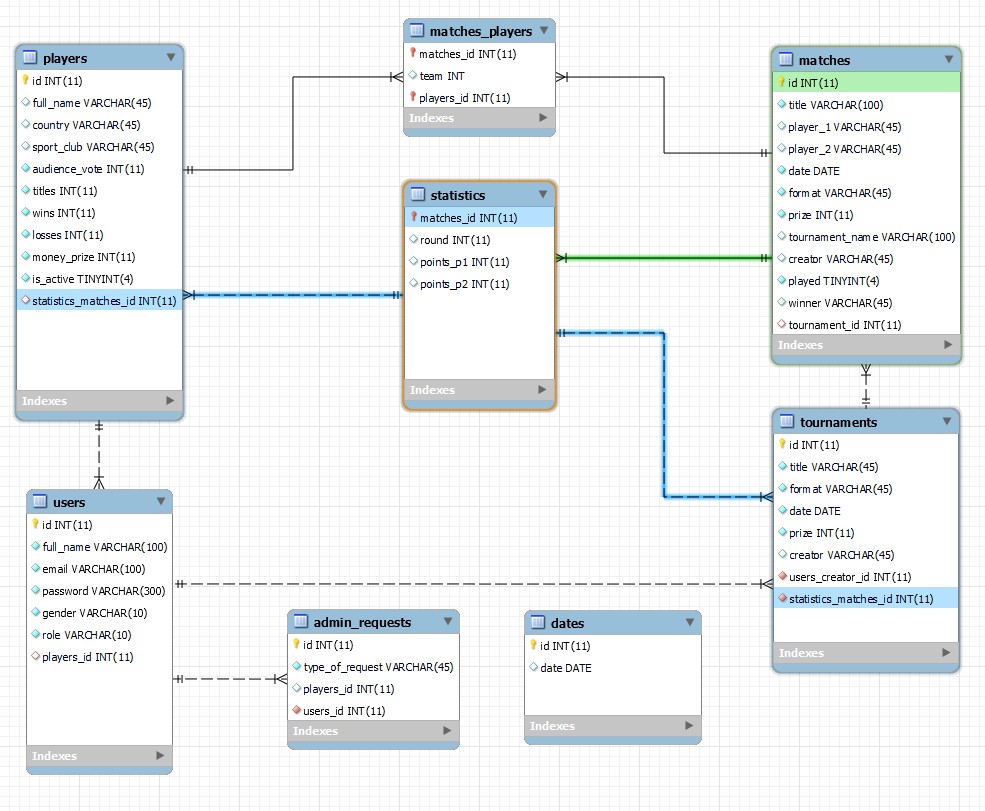 players
id INT(11)
full_name VARCHAR(45)
country VARCHAR(45)
sport_club VARCHAR(45)
audience_vote INT(11)
titles INT(11)
wins INT(11)
losses INT(11)
money_prize INT(11)
is_active TINYINT(4)
statistics_matches_id INT(11)
Indexes
matches_players
matches_id INT(11)
team INT
players_id INT(11)
Indexes
matches
id INT(11)
title VARCHAR(100)
player_1 VARCHAR(45)
player_2 VARCHAR(45)
date DATE
format VARCHAR(45)
prize INT(11)
tournament_name VARCHAR(100)
creator VARCHAR(45)
played TINYINT(4)
winner VARCHAR(45)
tournament_id INT(11)
Indexes
statistics
matches_id INT(11)
round INT(11)
points_p1 INT(11)
points_p2 INT(11)
Indexes
tournaments
id INT(11)
title VARCHAR(45)
format VARCHAR(45)
date DATE
prize INT(11)
creator VARCHAR(45)
users_creator_id INT(11)
statistics_matches_id INT(11)
Indexes
users
id INT(11)
full_name VARCHAR(100)
email VARCHAR(100)
password VARCHAR(300)
gender VARCHAR(10)
role VARCHAR(10)
players_id INT(11)
Indexes
admin_requests
id INT(11)
type_of_request VARCHAR(45)
players_id INT(11)
users_id INT(11)
Indexes
dates
id INT(11)
date DATE
Indexes